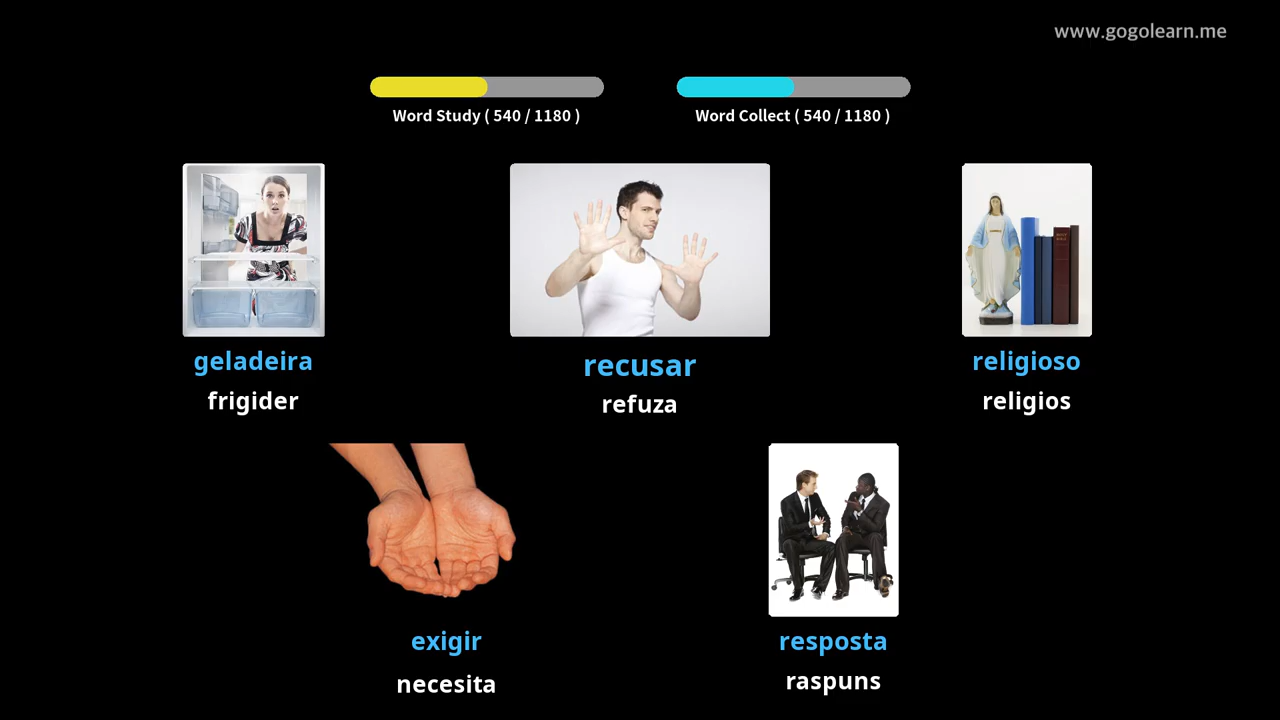 www.gogolearn.me
Word Study ( 540 / 1180 )
Word Collect ( 540 / 1180 )
geladeira
frigider
recusar
refuza
religioso
religios
exigir
necesita
resposta
raspuns